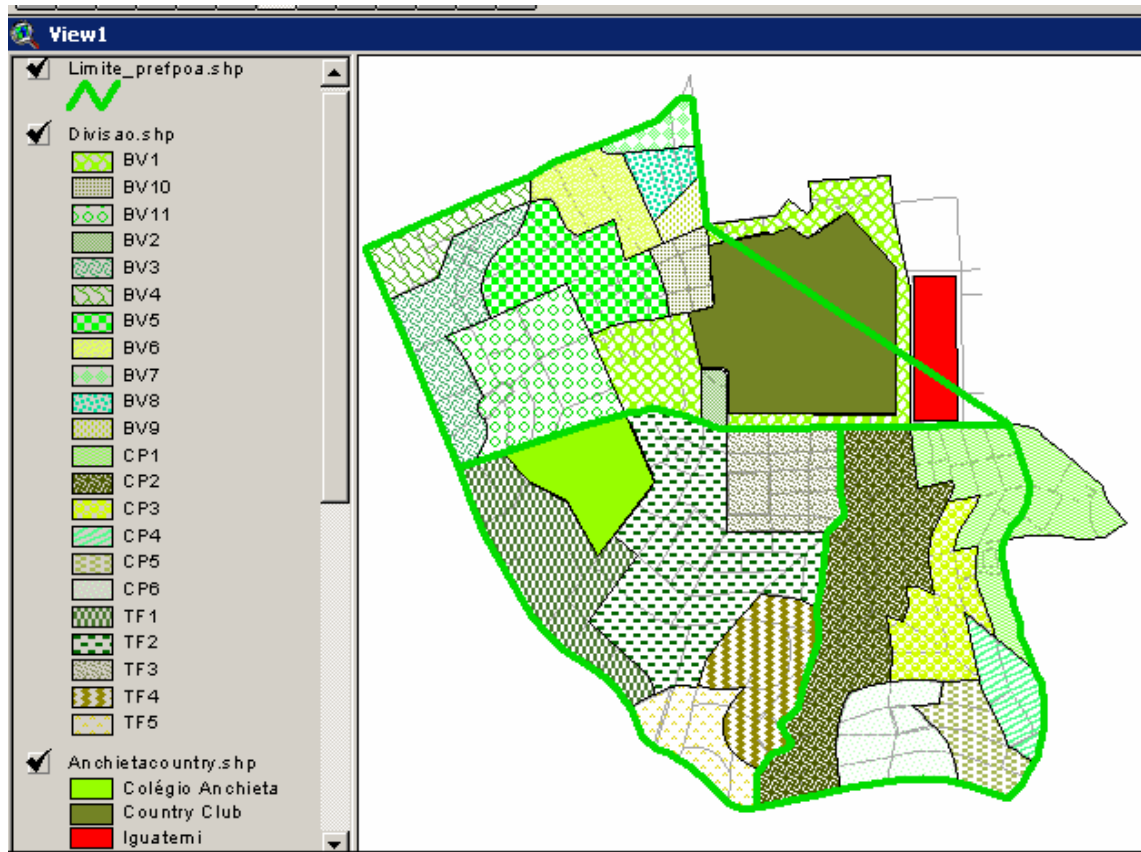 View1
Limite_prefpoa.shp
Divisao.shp
BV1
BV10
BV11
BV2
BV3
BV4
BV5
BV6
BV7
BV8
BV9
CP1
CP2
CP3
CP4
CP5
CP6
TF1
TF2
TF3
TF4
TF5
Anchietacountry.shp
Colégio Anchieta
Country Club
Iguatemi